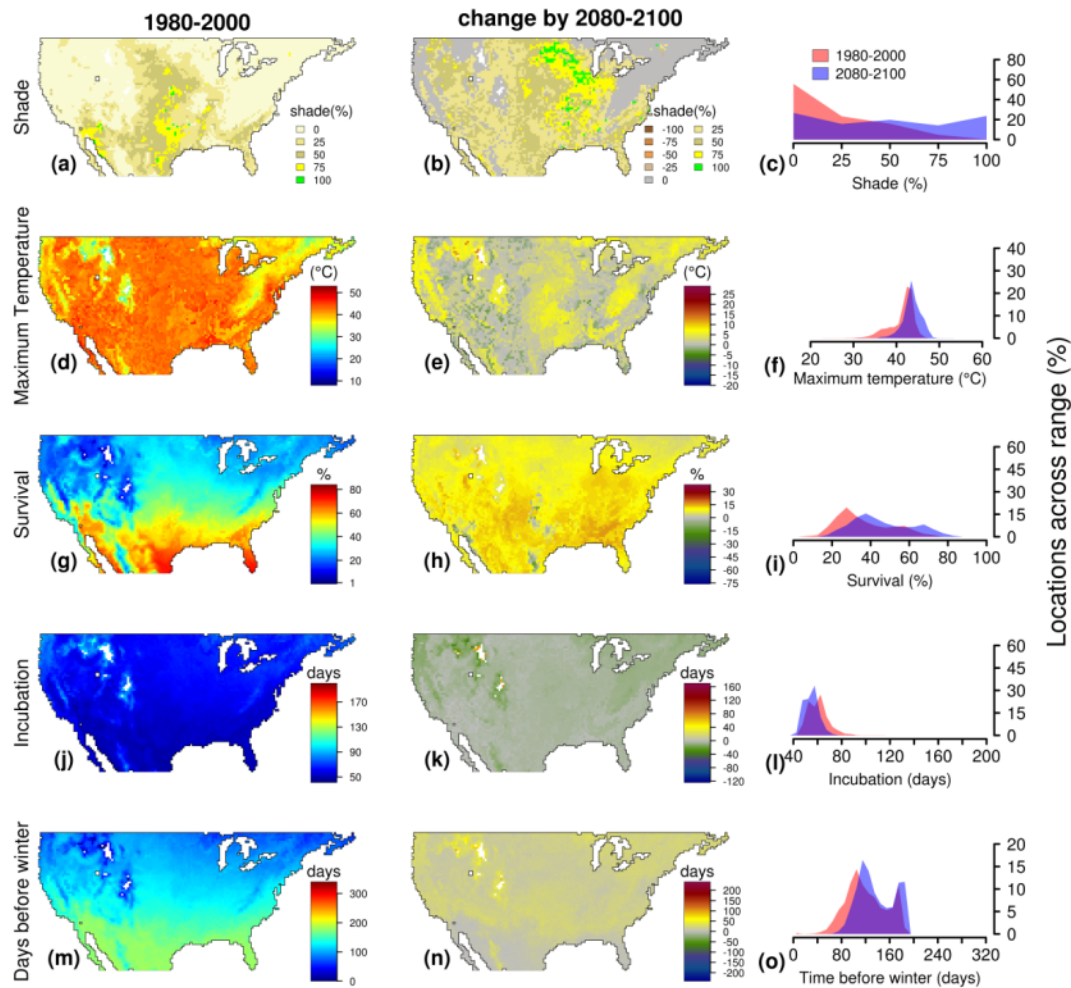 1980-2000
change by 2080-2100
Shade
shade(%)
0
25
50
75
100
(a)
shade(%)
-100
-75
-50
-25
0
25
50
75
100
(b)
1980-2000
2080-2100
80
60
40
20
0
0 25 50 75 100
(c)
Shade (%)
Maximum Temperature
(°C)
50
40
30
20
10
(d)
(°C)
25
20
15
10
5
0
-5
-10
-15
-20
(e)
40
30
20
10
0
20 30 40 50 60
(f)
Maximum temperature (°C)
Survival
%
80
60
40
20
1
(g)
%
30
15
0
-15
-30
-45
-60
-75
(h)
60
45
30
15
0
0 20 40 60 80 100
(i)
Survival (%)
Incubation
days
170
130
90
50
(j)
days
160
120
80
40
0
-40
-80
-120
(k)
60
45
30
15
0
40 80 120 160 200
(l)
Incubation (days)
Days before winter
days
300
200
100
0
(m)
days
200
150
100
50
0
-50
-100
-150
-200
(n)
20
15
10
5
0
0 80 160 240 320
(o)
Time before winter (days)
Locations across range (%)